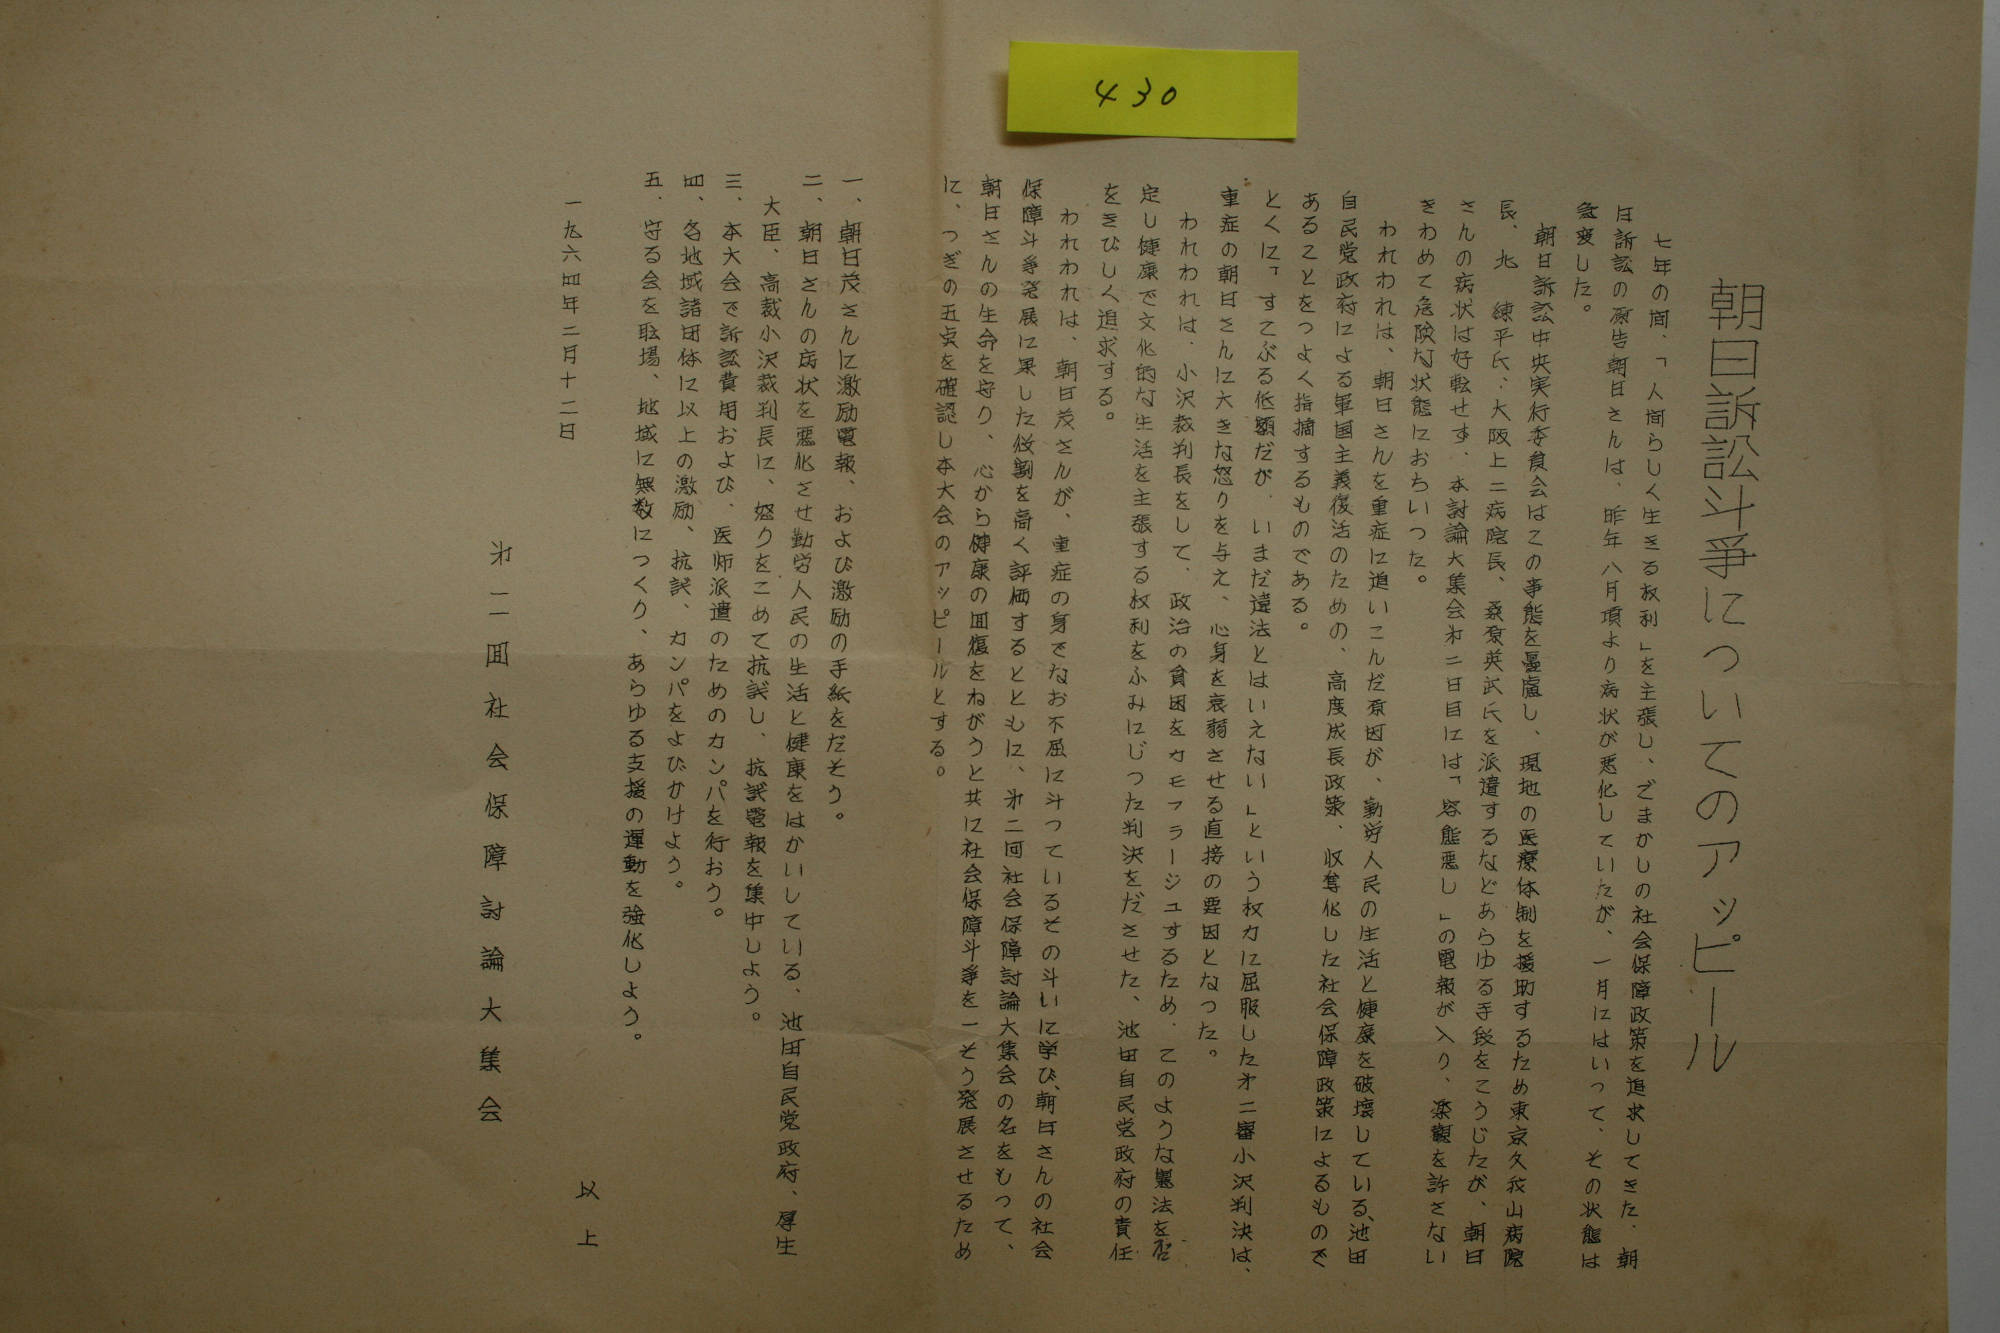 430
朝日訴訟斗争についてのアッピール
七年の間、「人間らしく生きる权利」を主張し、ごまかしの社会保障政策を追求してきた、朝
日訴訟の原告朝日さんは、昨年八月頃より病状が悪化していたが、一月にはいって、その状態は
急変した。
朝日訴訟中央実行委員会はこの事態を憂慮し、現地の医療体制を援助するため東京久我山病院
長、北 錬平氏、大阪上二病院長、桑原英武氏を派遣するなどあらゆる手段をこうじたが、朝日
さんの病状は好転せず、本討論大集会才二日目には「容態悪し」の電報が入り、楽観を許さない
きわめて危険な状態におちいつた。
われわれは、朝日さんを重症に追いこんだ原因が、勤労人民の生活と健康を破壊している、池田
自民党政府による軍国主義復活のための、高度成長政策、収奪化した社会保障政策によるもので
あることをつよく指摘するものである。
とくに「すこぶる低額だが、いまだ違法とはいえない」という权力に屈服した才二審小沢判決は、
重症の朝日さんに大きな怒りを与え、心身を衰弱させる直接の要因となつた。
われわれは、小沢裁判長をして、政治の貧困をカモフラージュするため、このような憲法を否
定し健康で文化的な生活を主張する权利をふみにじつた判決をださせた、池田自民党政府の責任
をきびしく追求する。
われわれは、朝日茂さんが、重症の身でなお不屈に斗つているその斗いに学び、朝日さんの社会
保障斗争発展に果した役割を高く評価するとともに、才二回社会保障討論大集会の名をもつて、
朝日さんの生命を守り、心から健康の回復をねがうと共に社会保障斗争を一そう発展させるため
に、つぎの五点を確認し本大会のアッピールとする。
一、朝日茂さんに激励電報、および激励の手紙をだそう。
二、朝日さんの病状を悪化させ勤労人民の生活と健康をはかいしている、池田自民党政府、厚生
大臣、高裁小沢裁判長に、怒りをこめて抗議し、抗議電報を集中しよう。
三、本大会で訴訟費用および、医师派遣のためのカンパを行おう。
四、各地域諸団体に以上の激励、抗議、カンパをよびかけよう。
五、守る会を职場、地域に無数につくり、あらゆる支援の運動を強化しよう。
以上
一九六四年二月十二日
才二回社会保障討論大集会